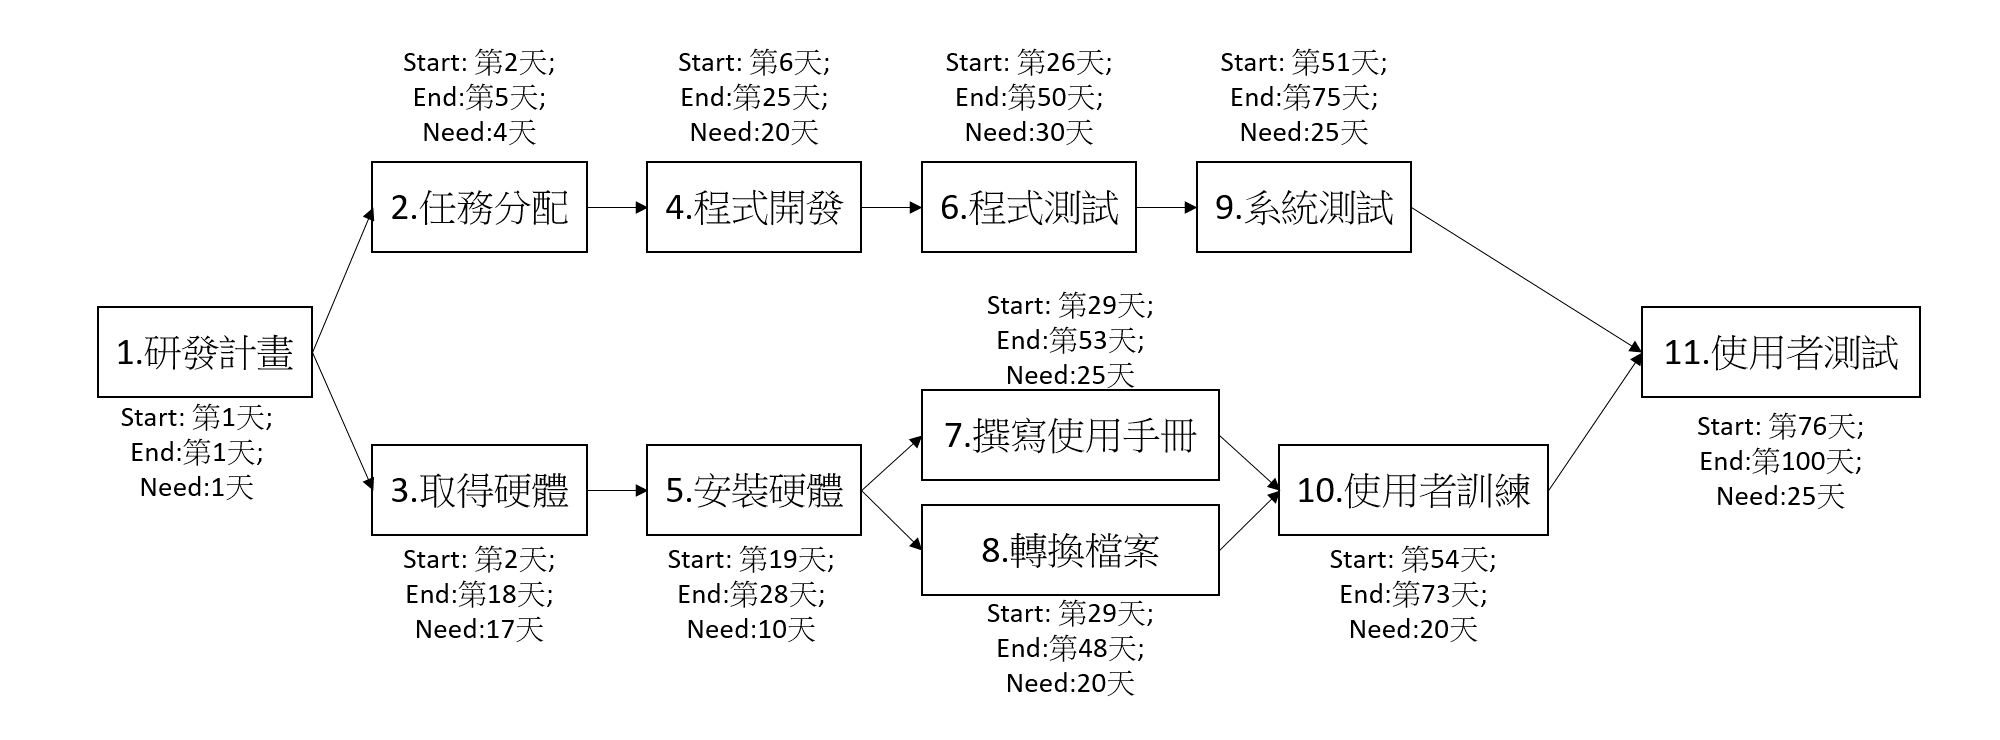 Start: 第2天;
End:第5天;
Need:4天
2.任務分配
Start: 第6天;
End:第25天;
Need:20天
4.程式開發
Start: 第26天;
End:第50天;
Need:30天
6.程式測試
Start: 第51天;
End:第75天;
Need:25天
9.系統測試
1.研發計畫
Start: 第1天;
End:第1天;
Need:1天
3.取得硬體
Start: 第2天;
End:第18天;
Need:17天
5.安裝硬體
Start: 第19天;
End:第28天;
Need:10天
Start: 第29天;
End:第53天;
Need:25天
7.撰寫使用手冊
8.轉換檔案
Start: 第29天;
End:第48天;
Need:20天
10.使用者訓練
Start: 第54天;
End:第73天;
Need:20天
11.使用者測試
Start: 第76天;
End:第100天;
Need:25天